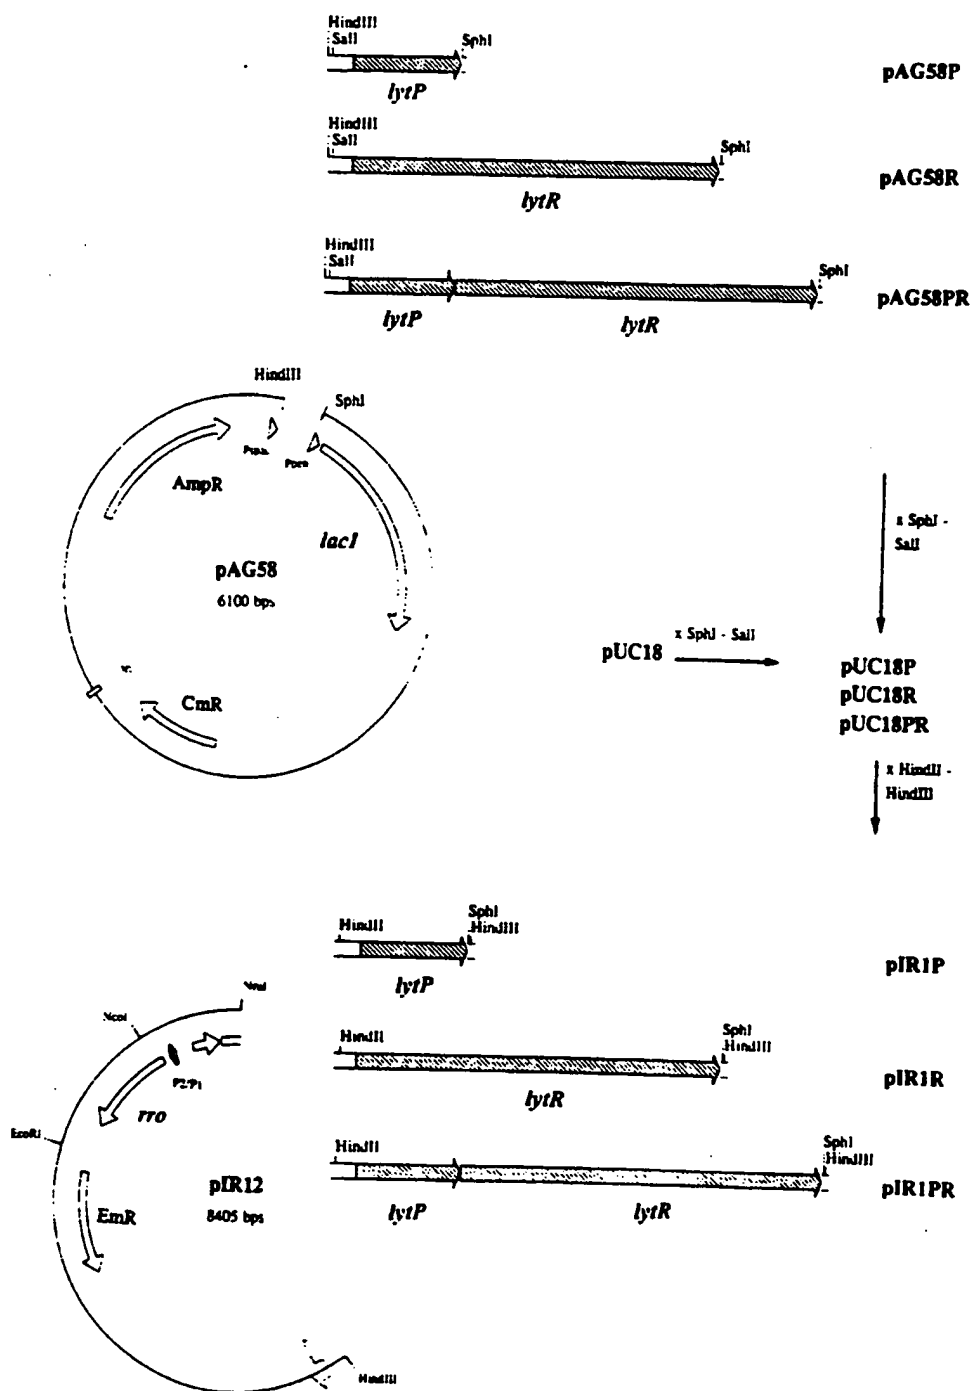 HindIII
SalI
SphI
lytP
pAG58P
HindIII
SalI
SphI
lytR
pAG58R
HindIII
SalI
SphI
lytP
lytR
pAG58PR
HindIII
SphI
AmpR
lacI
pAG58
6100 bps
CmR
x SphI -
SalI
pUC18
x SphI - SalI
pUC18P
pUC18R
pUC18PR
x HindII -
HindIII
HindII
SphI
HindIII
lytP
pIR1P
NcoI
P2/P1
rro
EcoRI
EmR
pIR12
8405 bps
HindIII
HindII
SphI
HindIII
lytR
pIR1R
HindII
SphI
HindIII
lytP
lytR
pIR1PR